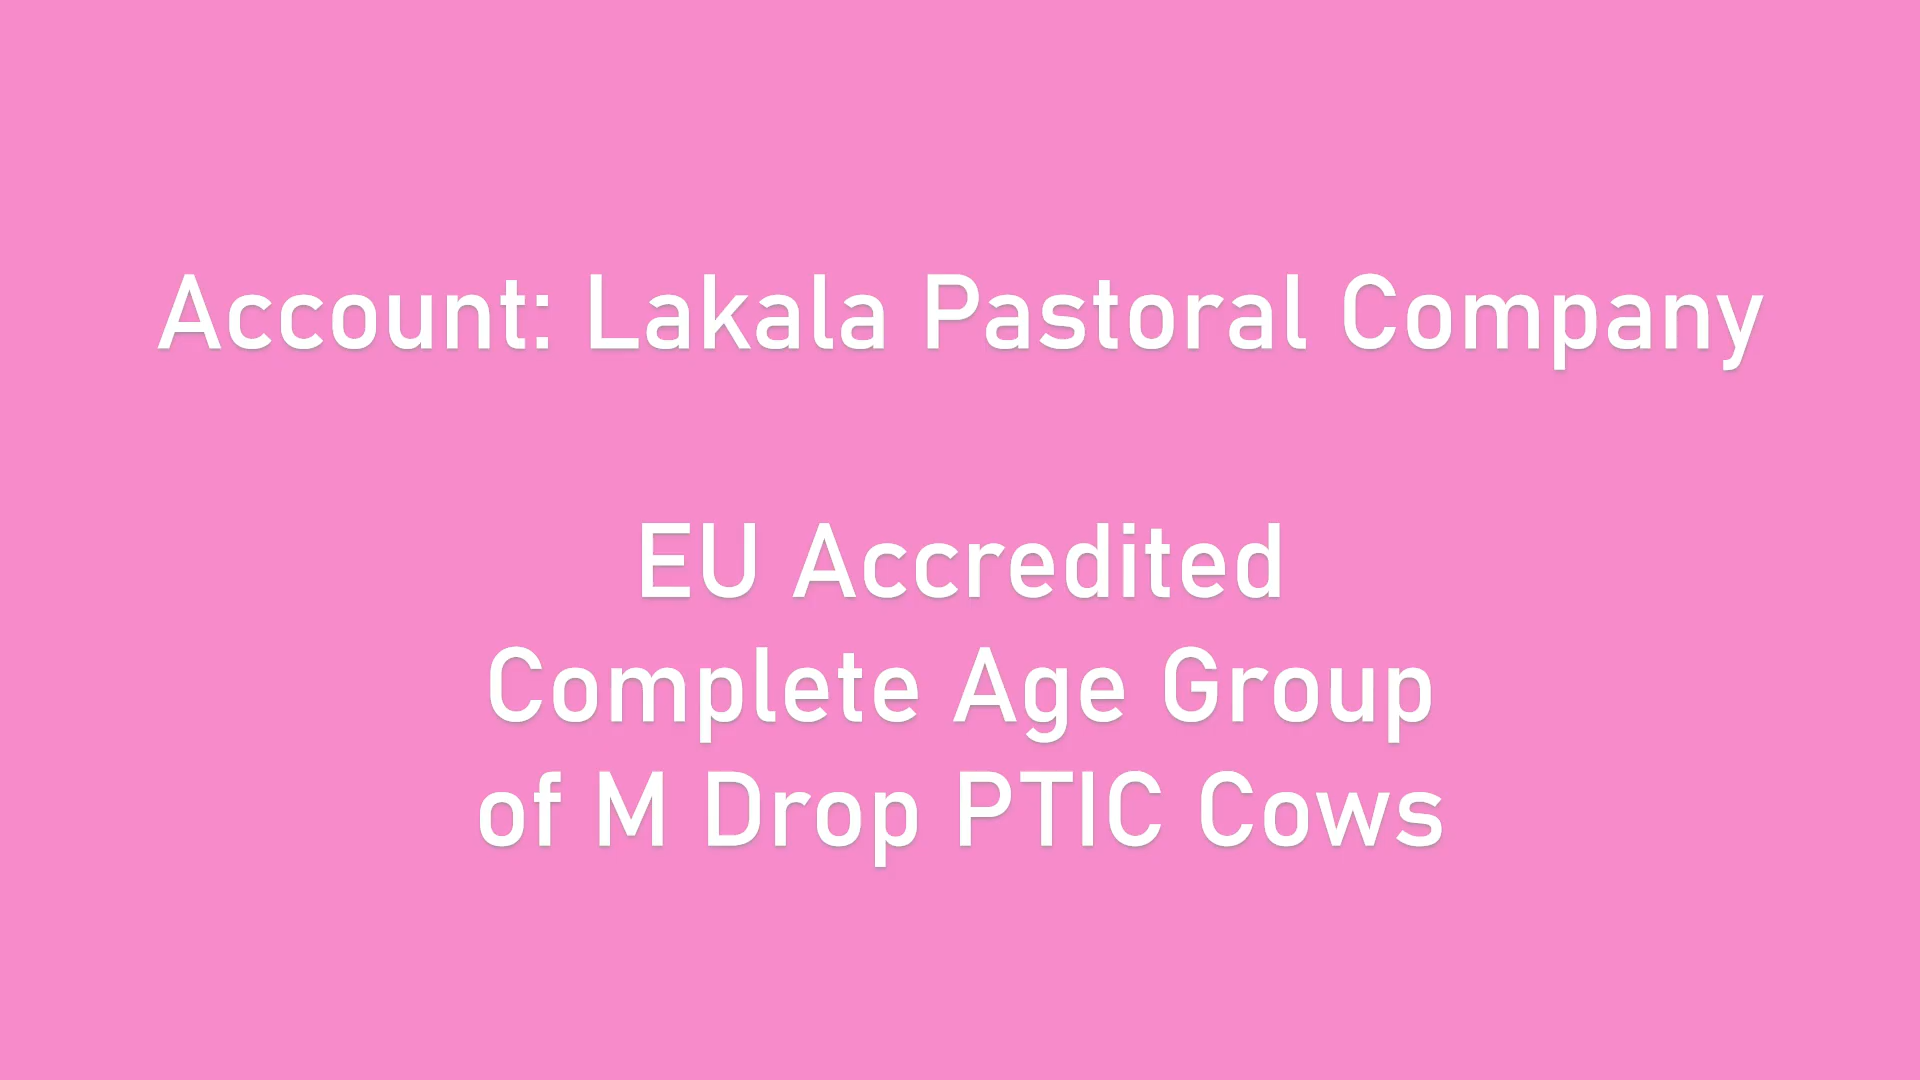 Account: Lakala Pastoral Company
EU Accredited
Complete Age Group
of M Drop PTIC Cows